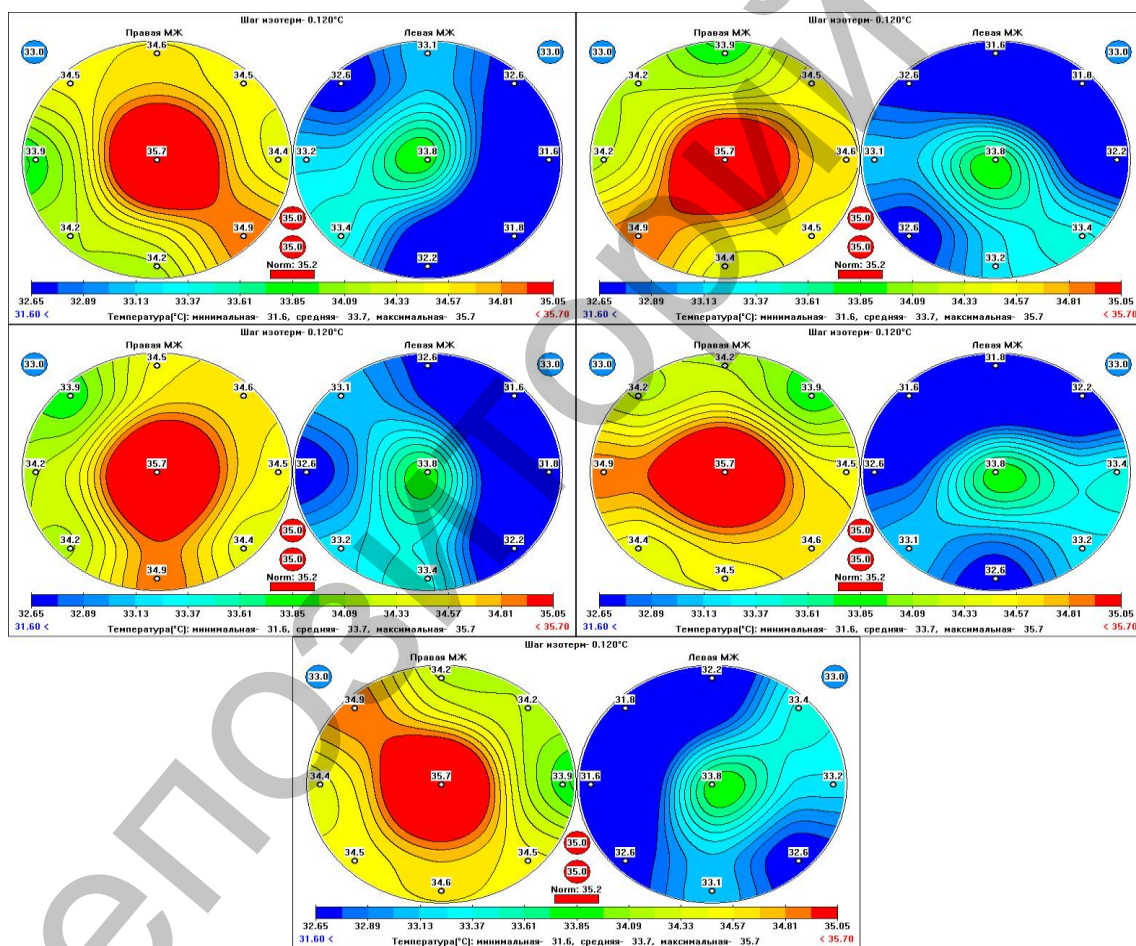 Шаг изотерм- 0.120°C
Правая МЖ Левая МЖ
33.0 34.6 33.1 33.0
34.5 34.5 32.6 32.6
33.9 35.7 34.4 33.2 33.8 31.6
34.2 34.9 33.4 31.8
35.0
35.0
34.2 32.2
Norm: 35.2
32.65 32.89 33.13 33.37 33.61 33.85 34.09 34.33 34.57 34.81 35.05
31.60 < Температура(°C): минимальная- 31.6, средняя- 33.7, максимальная- 35.7 < 35.70
Шаг изотерм- 0.120°C
Правая МЖ Левая МЖ
33.0 33.9 31.6 33.0
34.2 34.5 32.6 31.8
34.2 35.7 34.6 33.1 33.8 32.2
34.9 34.5 32.6 33.4
35.0
35.0
34.4 33.2
Norm: 35.2
32.65 32.89 33.13 33.37 33.61 33.85 34.09 34.33 34.57 34.81 35.05
31.60 < Температура(°C): минимальная- 31.6, средняя- 33.7, максимальная- 35.7 < 35.70
Шаг изотерм- 0.120°C
Правая МЖ Левая МЖ
33.0 34.5 32.6 33.0
33.9 34.6 33.1 31.6
34.2 35.7 34.5 32.6 33.8 31.8
34.2 34.4 33.2 32.2
35.0
35.0
34.9 33.4
Norm: 35.2
32.65 32.89 33.13 33.37 33.61 33.85 34.09 34.33 34.57 34.81 35.05
31.60 < Температура(°C): минимальная- 31.6, средняя- 33.7, максимальная- 35.7 < 35.70
Шаг изотерм- 0.120°C
Правая МЖ Левая МЖ
33.0 34.2 31.8 33.0
34.2 33.9 31.6 32.2
34.9 35.7 34.5 32.6 33.8 33.4
34.4 34.6 33.1 33.2
35.0
35.0
34.5 32.6
Norm: 35.2
32.65 32.89 33.13 33.37 33.61 33.85 34.09 34.33 34.57 34.81 35.05
31.60 < Температура(°C): минимальная- 31.6, средняя- 33.7, максимальная- 35.7 < 35.70
Шаг изотерм- 0.120°C
Правая МЖ Левая МЖ
33.0 34.2 32.2 33.0
34.9 34.2 31.8 33.4
34.4 35.7 33.9 31.6 33.8 33.2
34.5 34.5 32.6 32.6
35.0
35.0
34.6 33.1
Norm: 35.2
32.65 32.89 33.13 33.37 33.61 33.85 34.09 34.33 34.57 34.81 35.05
31.60 < Температура(°C): минимальная- 31.6, средняя- 33.7, максимальная- 35.7 < 35.70
епозиторий